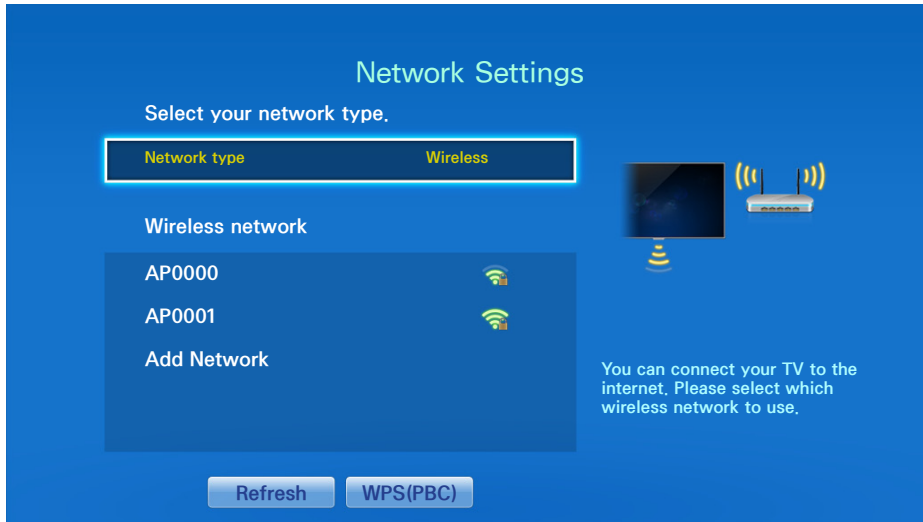 Network Settings
Select your network type.
Network type Wireless
Wireless network
AP0000
AP0001
Add Network
You can connect your TV to the
internet. Please select which
wireless network to use.
Refresh WPS(PBC)